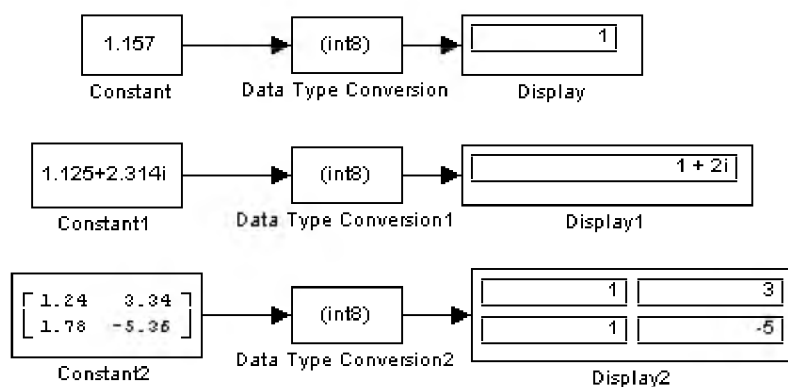 1.157
(int8)
1
Constant
Data Type Conversion
Display
1.125+2.314i
(int8)
1 + 2i
Constant1
Data Type Conversion1
Display1
1.24 3.34
1.78 -5.36
(int8)
1 3
1 -5
Constant2
Data Type Conversion2
Display2